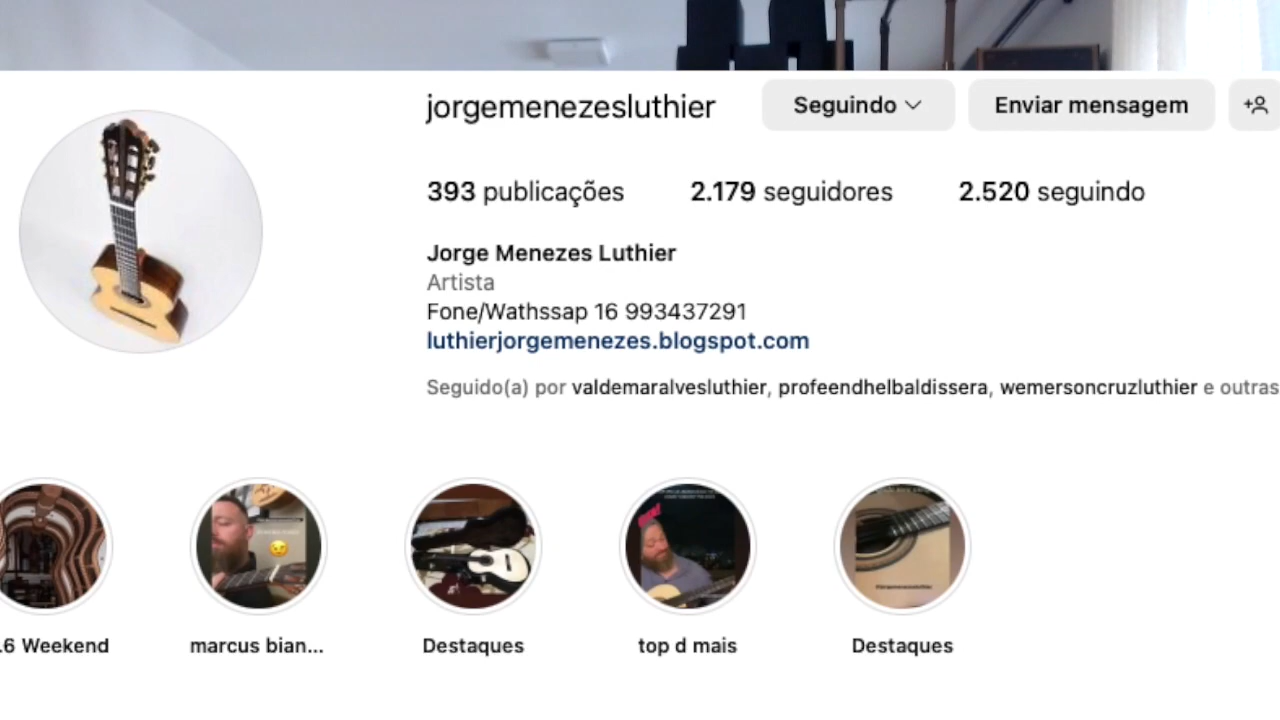 jorgemenezesluthier Seguindo Enviar mensagem
393 publicações 2.179 seguidores 2.520 seguindo
Jorge Menezes Luthier
Artista
Fone/Wathssap 16 993437291
luthierjorgemenezes.blogspot.com
Seguido(a) por valdemaralvesluthier, profeendhelbaldissera, wemersoncruzluthier e outras
.6 Weekend marcus bian... Destaques top d mais Destaques